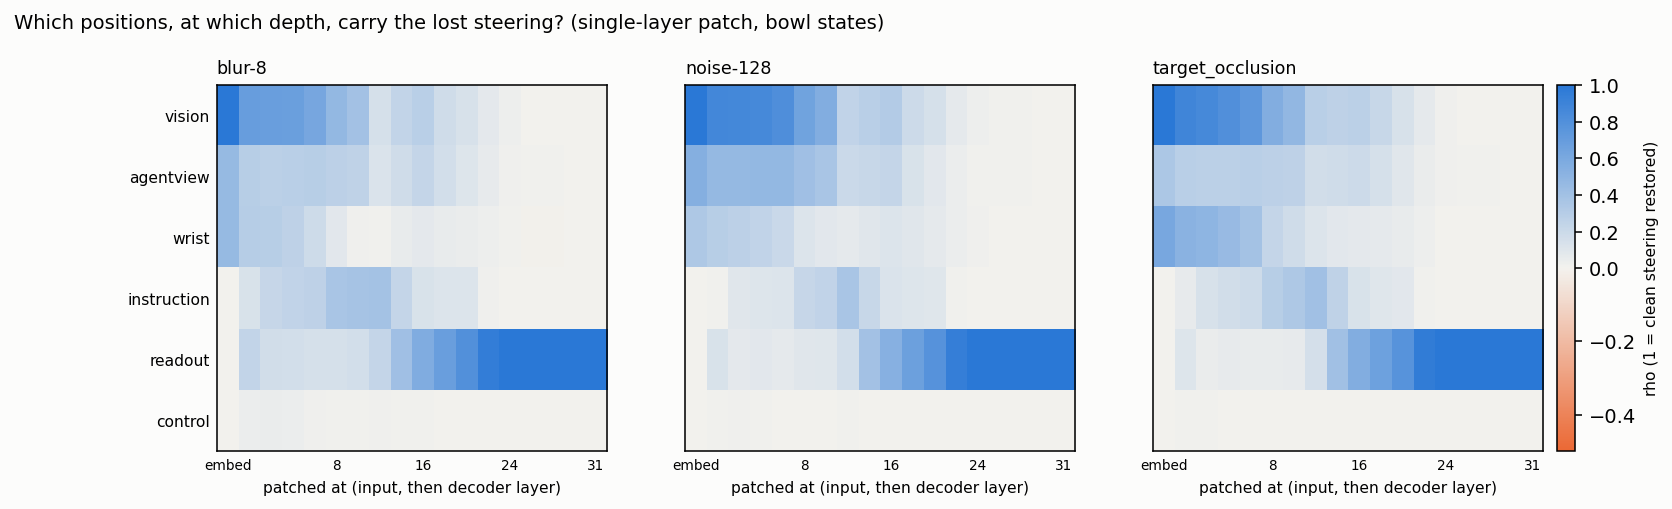 Which positions, at which depth, carry the lost steering? (single-layer patch, bowl states)
blur-8
noise-128
target_occlusion
vision
agentview
wrist
instruction
readout
control
embed 8 16 24 31
embed 8 16 24 31
embed 8 16 24 31
patched at (input, then decoder layer)
patched at (input, then decoder layer)
patched at (input, then decoder layer)
1.0
0.8
0.6
0.4
0.2
0.0
−0.2
−0.4
rho (1 = clean steering restored)